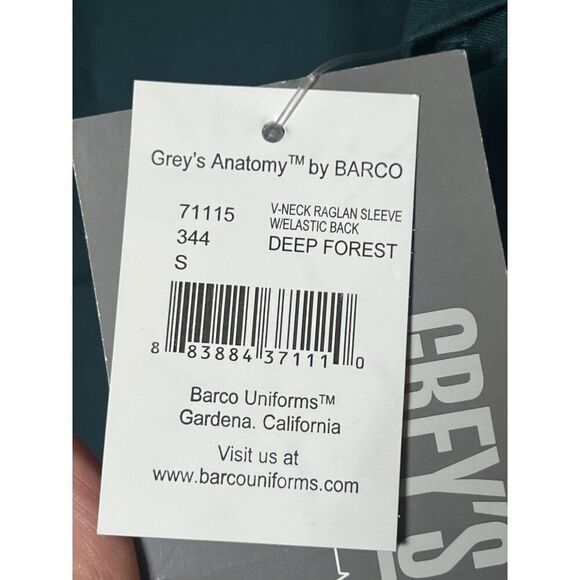 Grey's Anatomy™ by BARCO
71115 V-NECK RAGLAN SLEEVE
W/ELASTIC BACK
344 DEEP FOREST
S
8 83884 37111 0
Barco Uniforms™
Gardena. California
Visit us at
www.barcouniforms.com
GREY'S